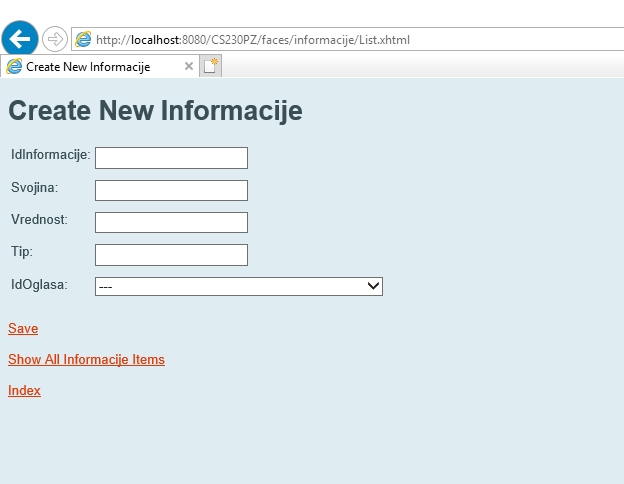 http://localhost:8080/CS230PZ/faces/informacije/List.xhtml
Create New Informacije
Create New Informacije
IdInformacije:
Svojina:
Vrednost:
Tip:
IdOglasa: ---
Save
Show All Informacije Items
Index